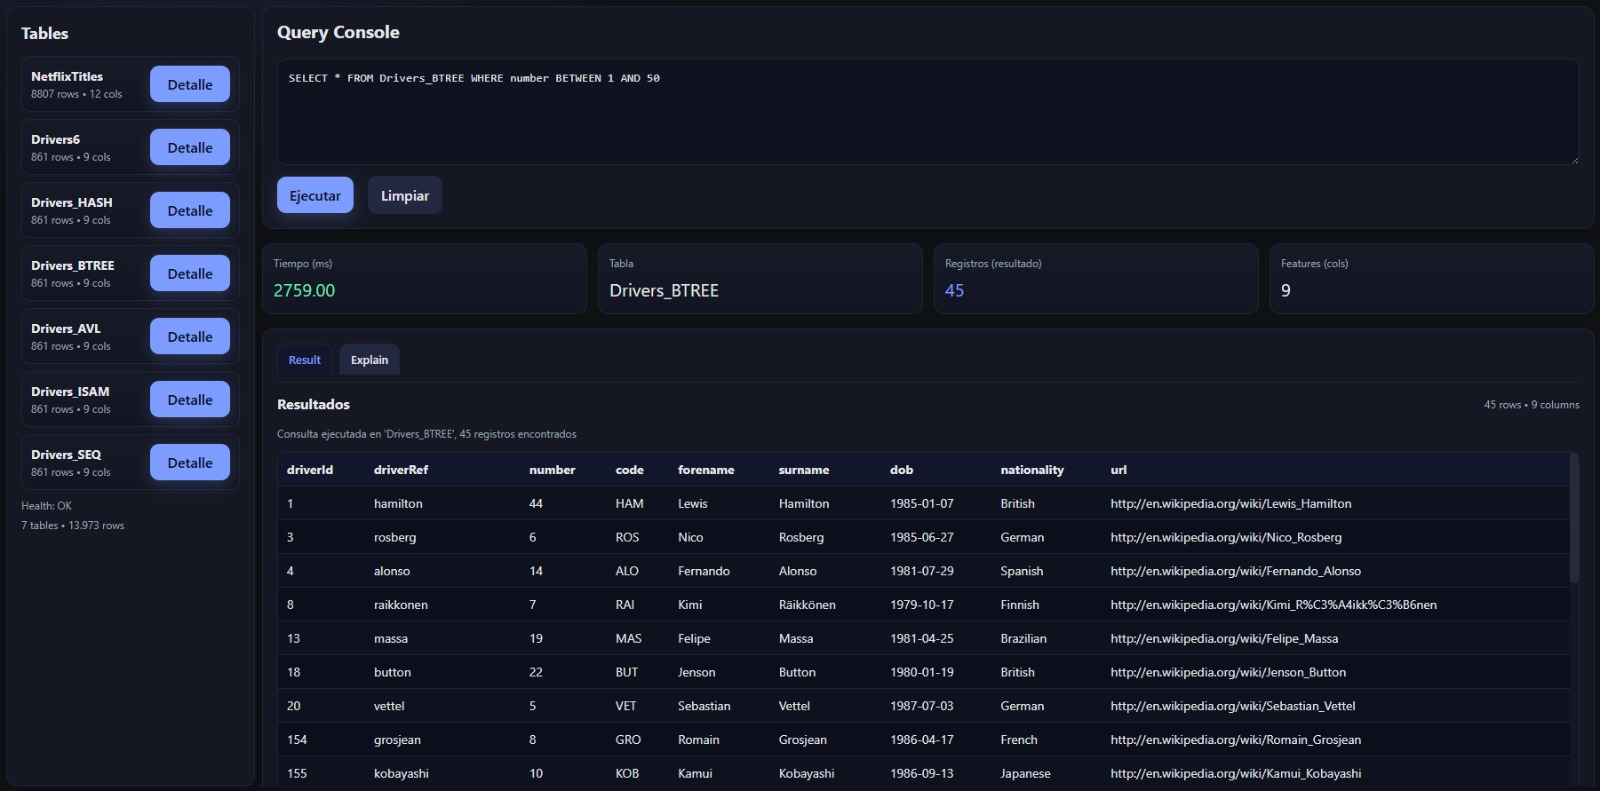 Tables
NetflixTitles
8807 rows • 12 cols
Detalle
Drivers6
861 rows • 9 cols
Detalle
Drivers_HASH
861 rows • 9 cols
Detalle
Drivers_BTREE
861 rows • 9 cols
Detalle
Drivers_AVL
861 rows • 9 cols
Detalle
Drivers_ISAM
861 rows • 9 cols
Detalle
Drivers_SEQ
861 rows • 9 cols
Detalle
Health: OK
7 tables • 13.973 rows
Query Console
SELECT * FROM Drivers_BTREE WHERE number BETWEEN 1 AND 50
Ejecutar Limpiar
Tiempo (ms)
2759.00
Tabla
Drivers_BTREE
Registros (resultado)
45
Features (cols)
9
Result Explain
Resultados 45 rows • 9 columns
Consulta ejecutada en 'Drivers_BTREE', 45 registros encontrados
driverId driverRef number code forename surname dob nationality url
1 hamilton 44 HAM Lewis Hamilton 1985-01-07 British http://en.wikipedia.org/wiki/Lewis_Hamilton
3 rosberg 6 ROS Nico Rosberg 1985-06-27 German http://en.wikipedia.org/wiki/Nico_Rosberg
4 alonso 14 ALO Fernando Alonso 1981-07-29 Spanish http://en.wikipedia.org/wiki/Fernando_Alonso
8 raikkonen 7 RAI Kimi Räikkönen 1979-10-17 Finnish http://en.wikipedia.org/wiki/Kimi_R%C3%A4ikk%C3%B6nen
13 massa 19 MAS Felipe Massa 1981-04-25 Brazilian http://en.wikipedia.org/wiki/Felipe_Massa
18 button 22 BUT Jenson Button 1980-01-19 British http://en.wikipedia.org/wiki/Jenson_Button
20 vettel 5 VET Sebastian Vettel 1987-07-03 German http://en.wikipedia.org/wiki/Sebastian_Vettel
154 grosjean 8 GRO Romain Grosjean 1986-04-17 French http://en.wikipedia.org/wiki/Romain_Grosjean
155 kobayashi 10 KOB Kamui Kobayashi 1986-09-13 Japanese http://en.wikipedia.org/wiki/Kamui_Kobayashi